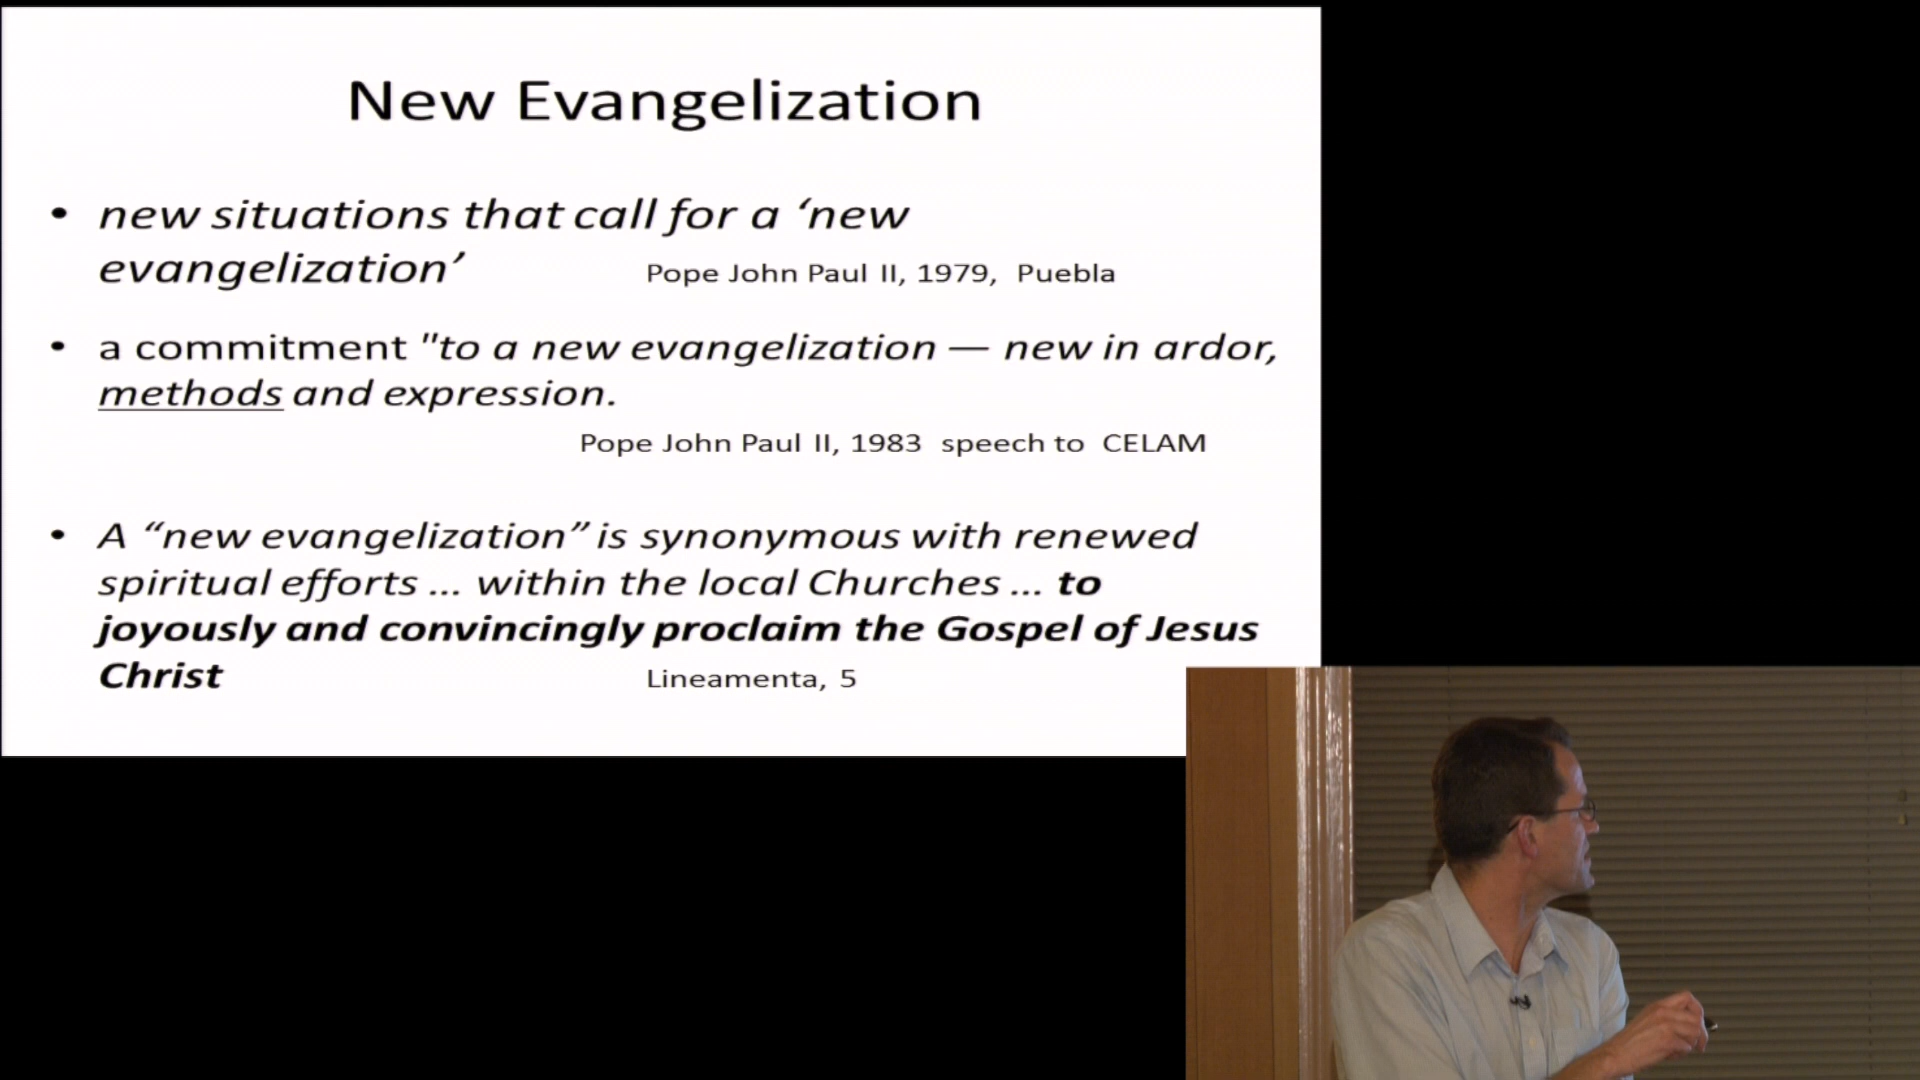 New Evangelization
• new situations that call for a ‘new
evangelization’ Pope John Paul II, 1979, Puebla
• a commitment "to a new evangelization — new in ardor,
methods and expression.
Pope John Paul II, 1983 speech to CELAM
• A “new evangelization” is synonymous with renewed
spiritual efforts ... within the local Churches ... to
joyously and convincingly proclaim the Gospel of Jesus
Christ Lineamenta, 5